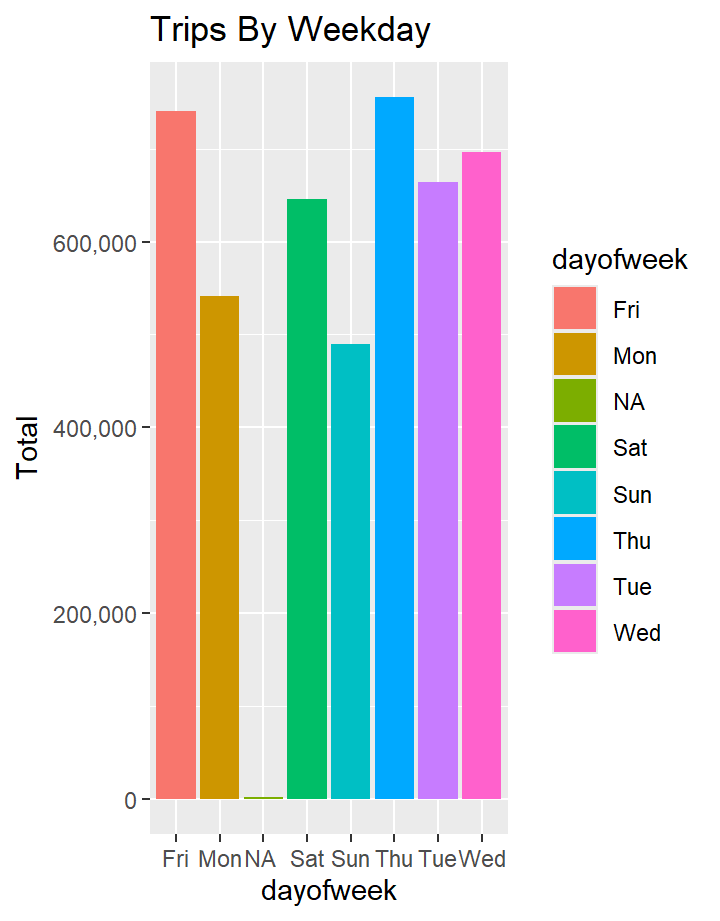 Trips By Weekday
600,000
400,000
200,000
0
Total
Fri Mon NA Sat Sun Thu Tue Wed
dayofweek
dayofweek
Fri
Mon
NA
Sat
Sun
Thu
Tue
Wed